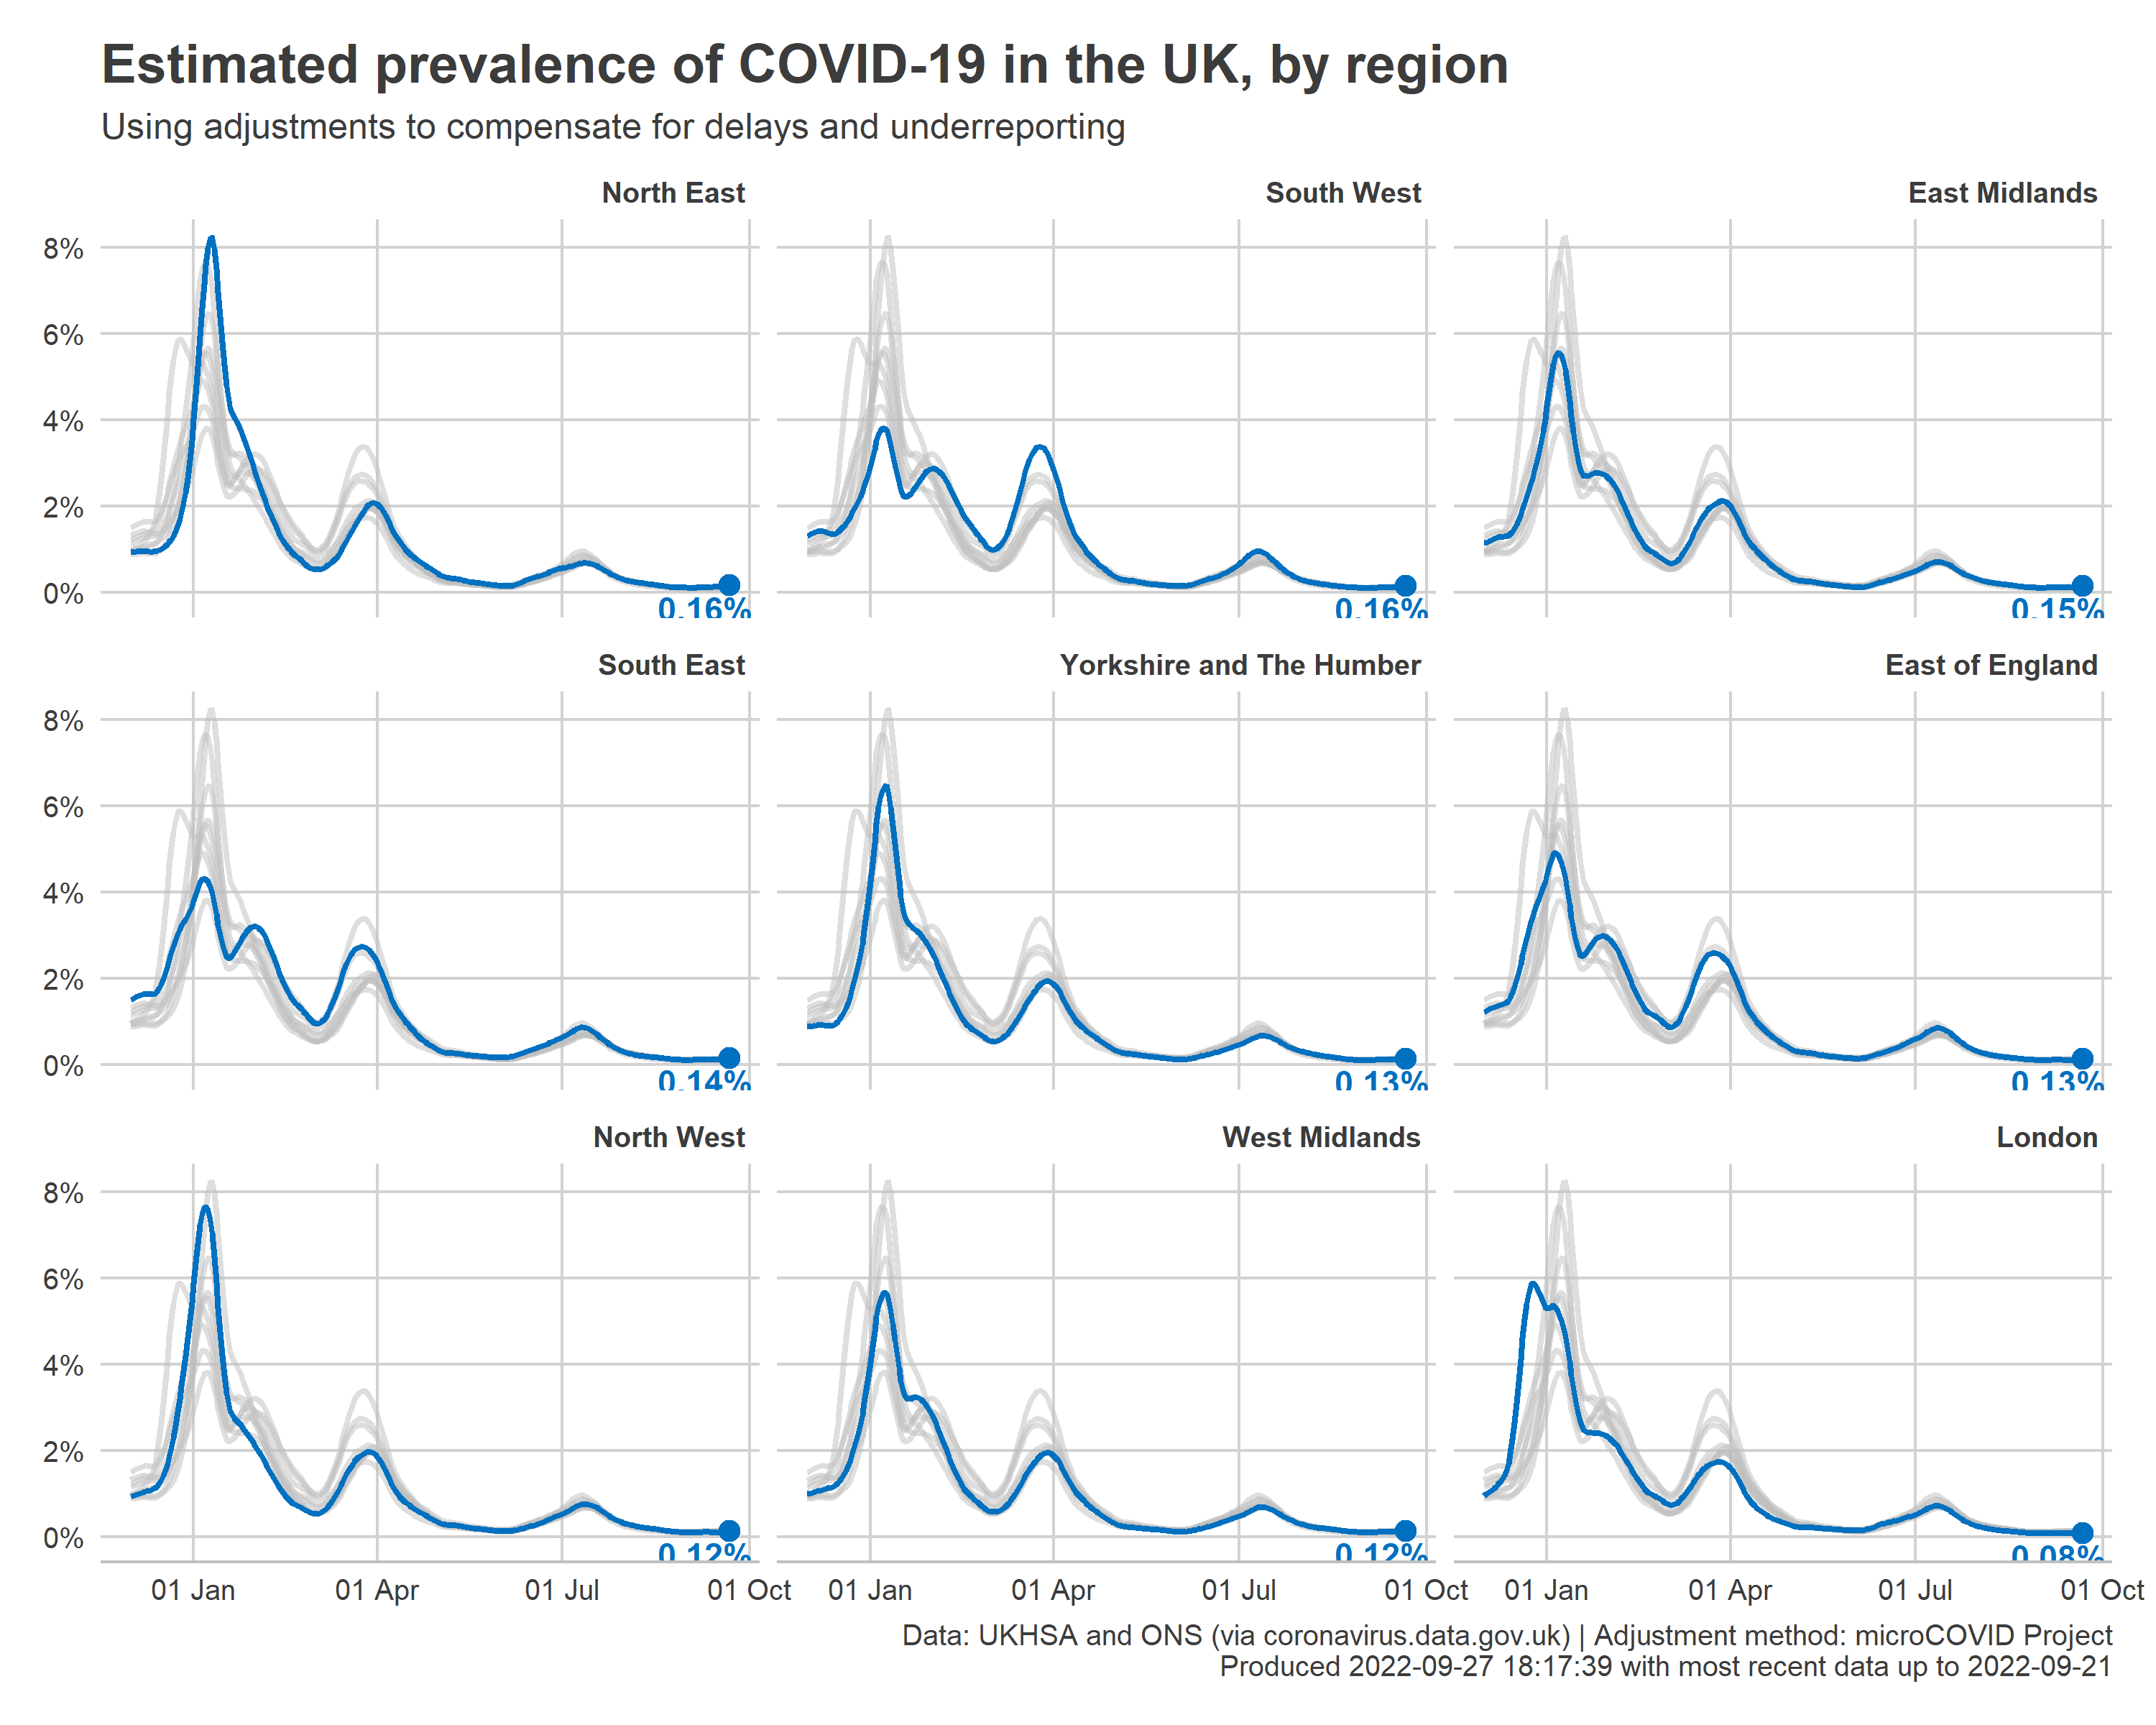 Estimated prevalence of COVID-19 in the UK, by region
Using adjustments to compensate for delays and underreporting
North East
South West
East Midlands
8%
6%
4%
2%
0%
0.16%
0.16%
0.15%
South East
Yorkshire and The Humber
East of England
8%
6%
4%
2%
0%
0.14%
0.13%
0.13%
North West
West Midlands
London
8%
6%
4%
2%
0%
0.12%
0.12%
0.08%
01 Jan 01 Apr 01 Jul 01 Oct 01 Jan 01 Apr 01 Jul 01 Oct 01 Jan 01 Apr 01 Jul 01 Oct
Data: UKHSA and ONS (via coronavirus.data.gov.uk) | Adjustment method: microCOVID Project
Produced 2022-09-27 18:17:39 with most recent data up to 2022-09-21